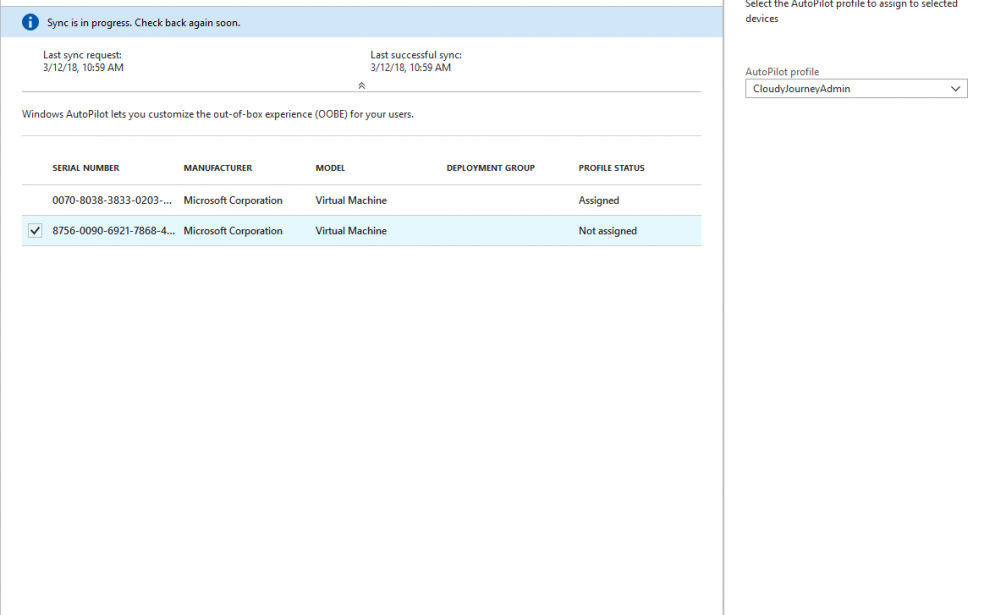 Sync is in progress. Check back again soon.
Last sync request:
3/12/18, 10:59 AM
Last successful sync:
3/12/18, 10:59 AM
Windows AutoPilot lets you customize the out-of-box experience (OOBE) for your users.
SERIAL NUMBER MANUFACTURER MODEL DEPLOYMENT GROUP PROFILE STATUS
0070-8038-3833-0203-... Microsoft Corporation Virtual Machine Assigned
8756-0090-6921-7868-4... Microsoft Corporation Virtual Machine Not assigned
Select the AutoPilot profile to assign to selected
devices
AutoPilot profile
CloudyJourneyAdmin